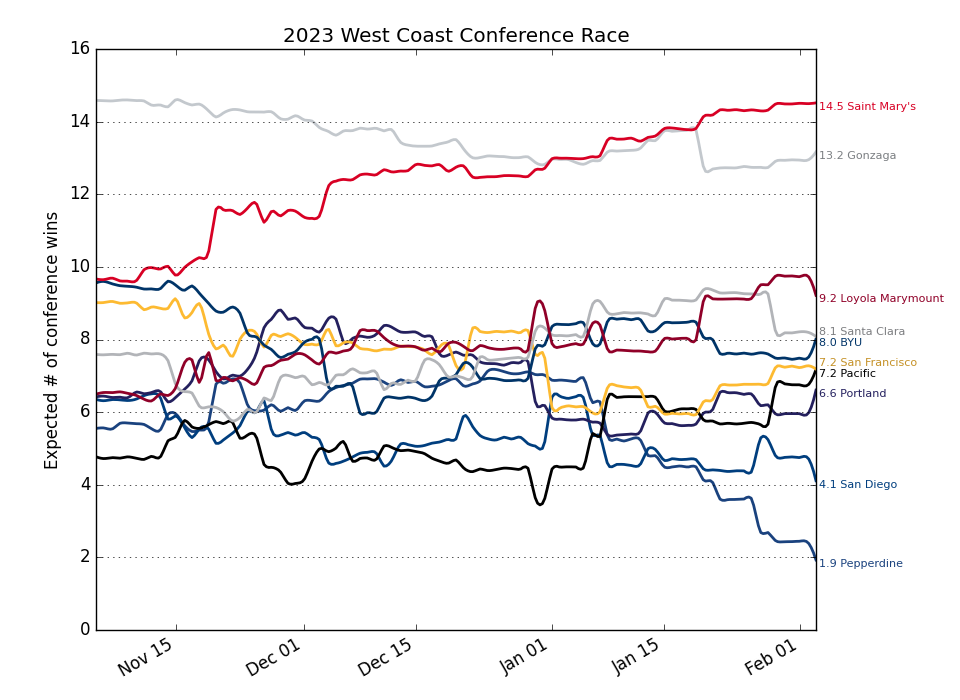 2023 West Coast Conference Race
Expected # of conference wins
16
14
12
10
8
6
4
2
0
14.5 Saint Mary's
13.2 Gonzaga
9.2 Loyola Marymount
8.1 Santa Clara
8.0 BYU
7.2 San Francisco
7.2 Pacific
6.6 Portland
4.1 San Diego
1.9 Pepperdine
Nov 15
Dec 01
Dec 15
Jan 01
Jan 15
Feb 01